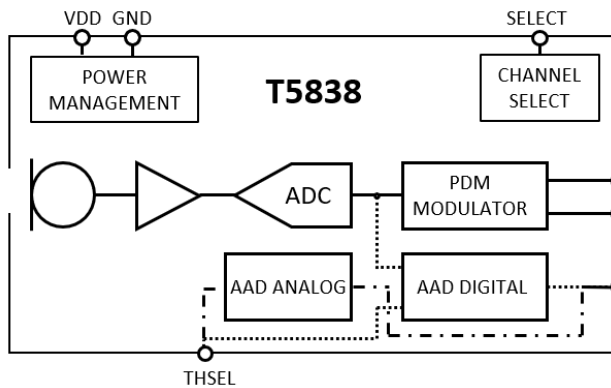 VDD GND
SELECT
POWER
MANAGEMENT
T5838
CHANNEL
SELECT
ADC
PDM
MODULATOR
AAD ANALOG
AAD DIGITAL
THSEL